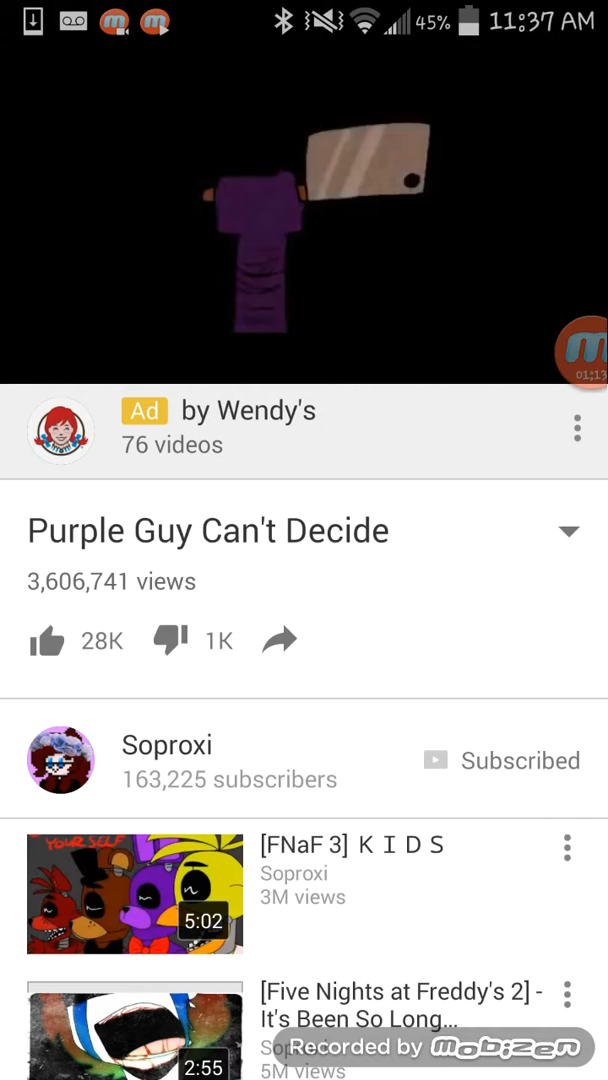 45% 11:37 AM
01:13
Ad by Wendy's
76 videos
Purple Guy Can't Decide
3,606,741 views
28K 1K
Soproxi
163,225 subscribers
Subscribed
YOUR SELF
5:02
[FNaF 3] K I D S
Soproxi
3M views
2:55
[Five Nights at Freddy's 2] -
It's Been So Long...
Soproxi
5M views
Recorded by mobizen